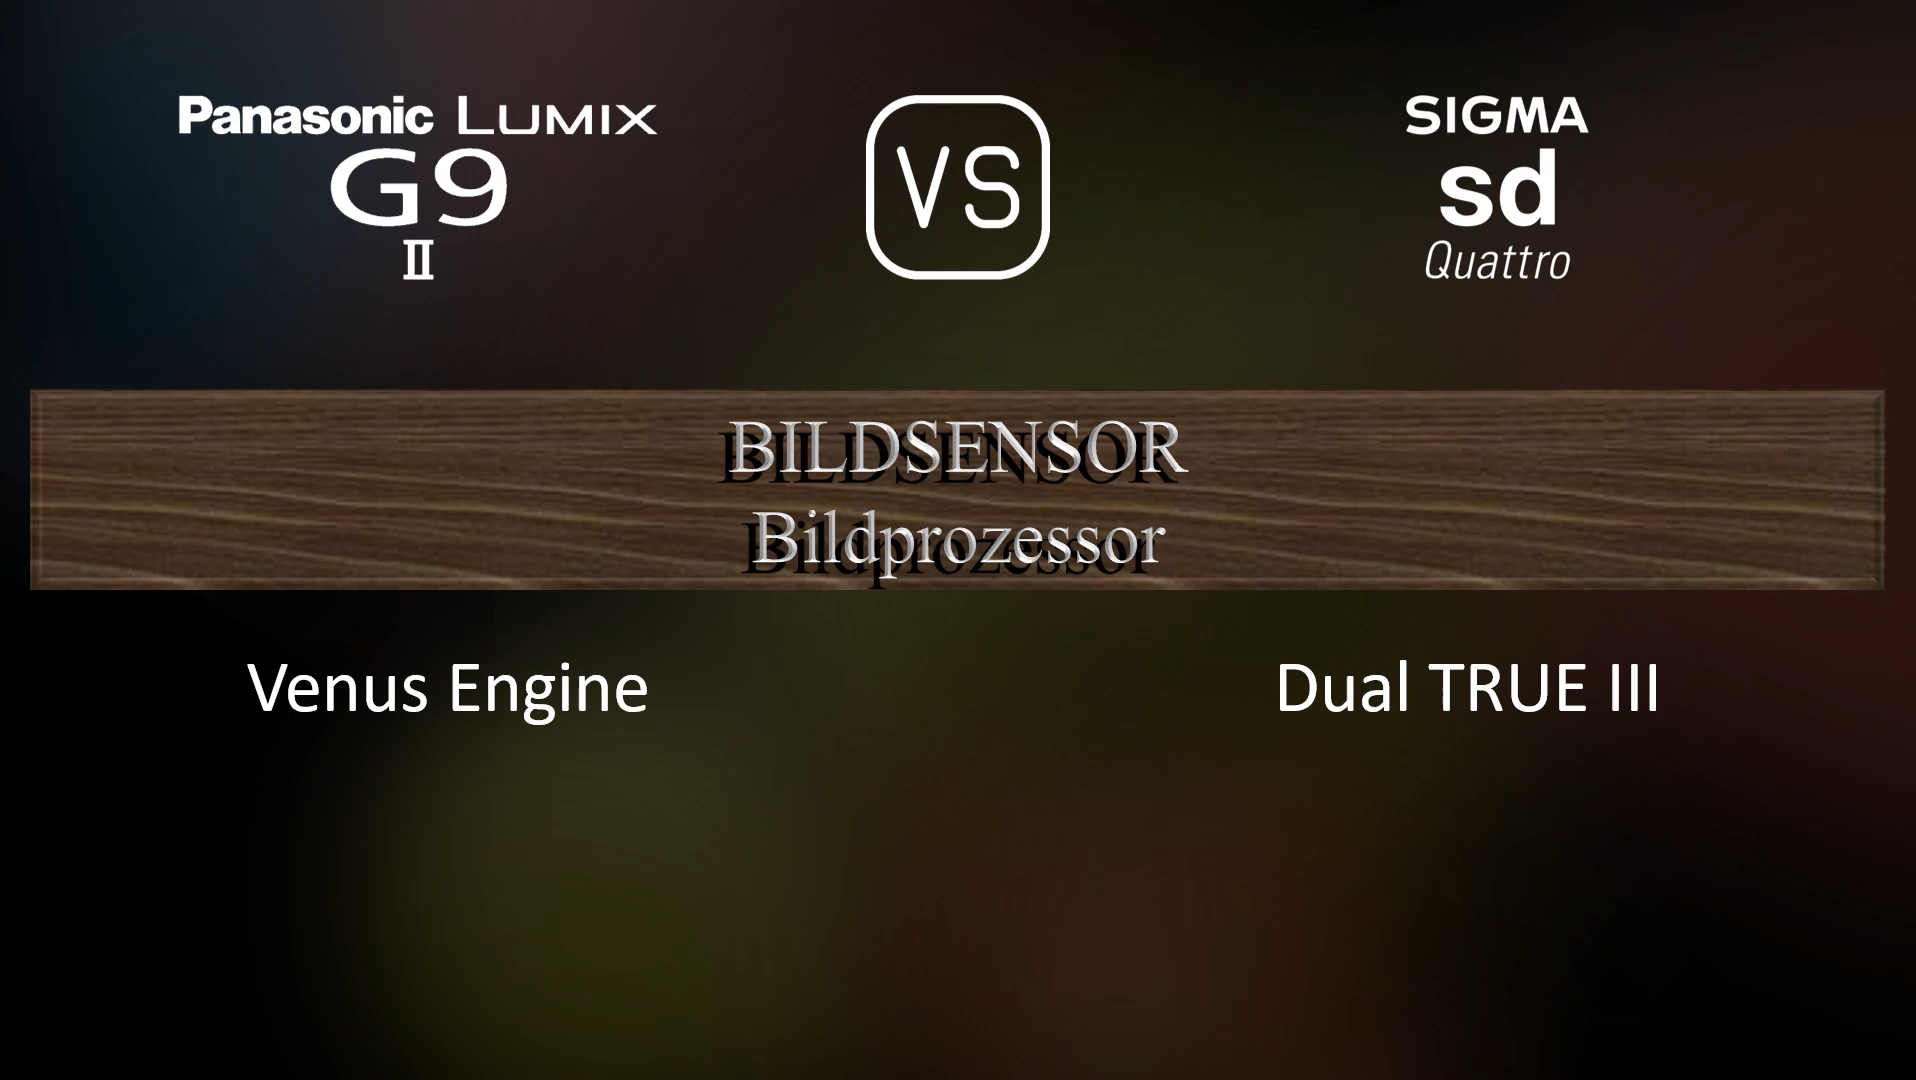 Panasonic LUMIX
G9
II
VS
SIGMA
sd
Quattro
BILDSENSOR
Bildprozessor
Venus Engine
Dual TRUE III